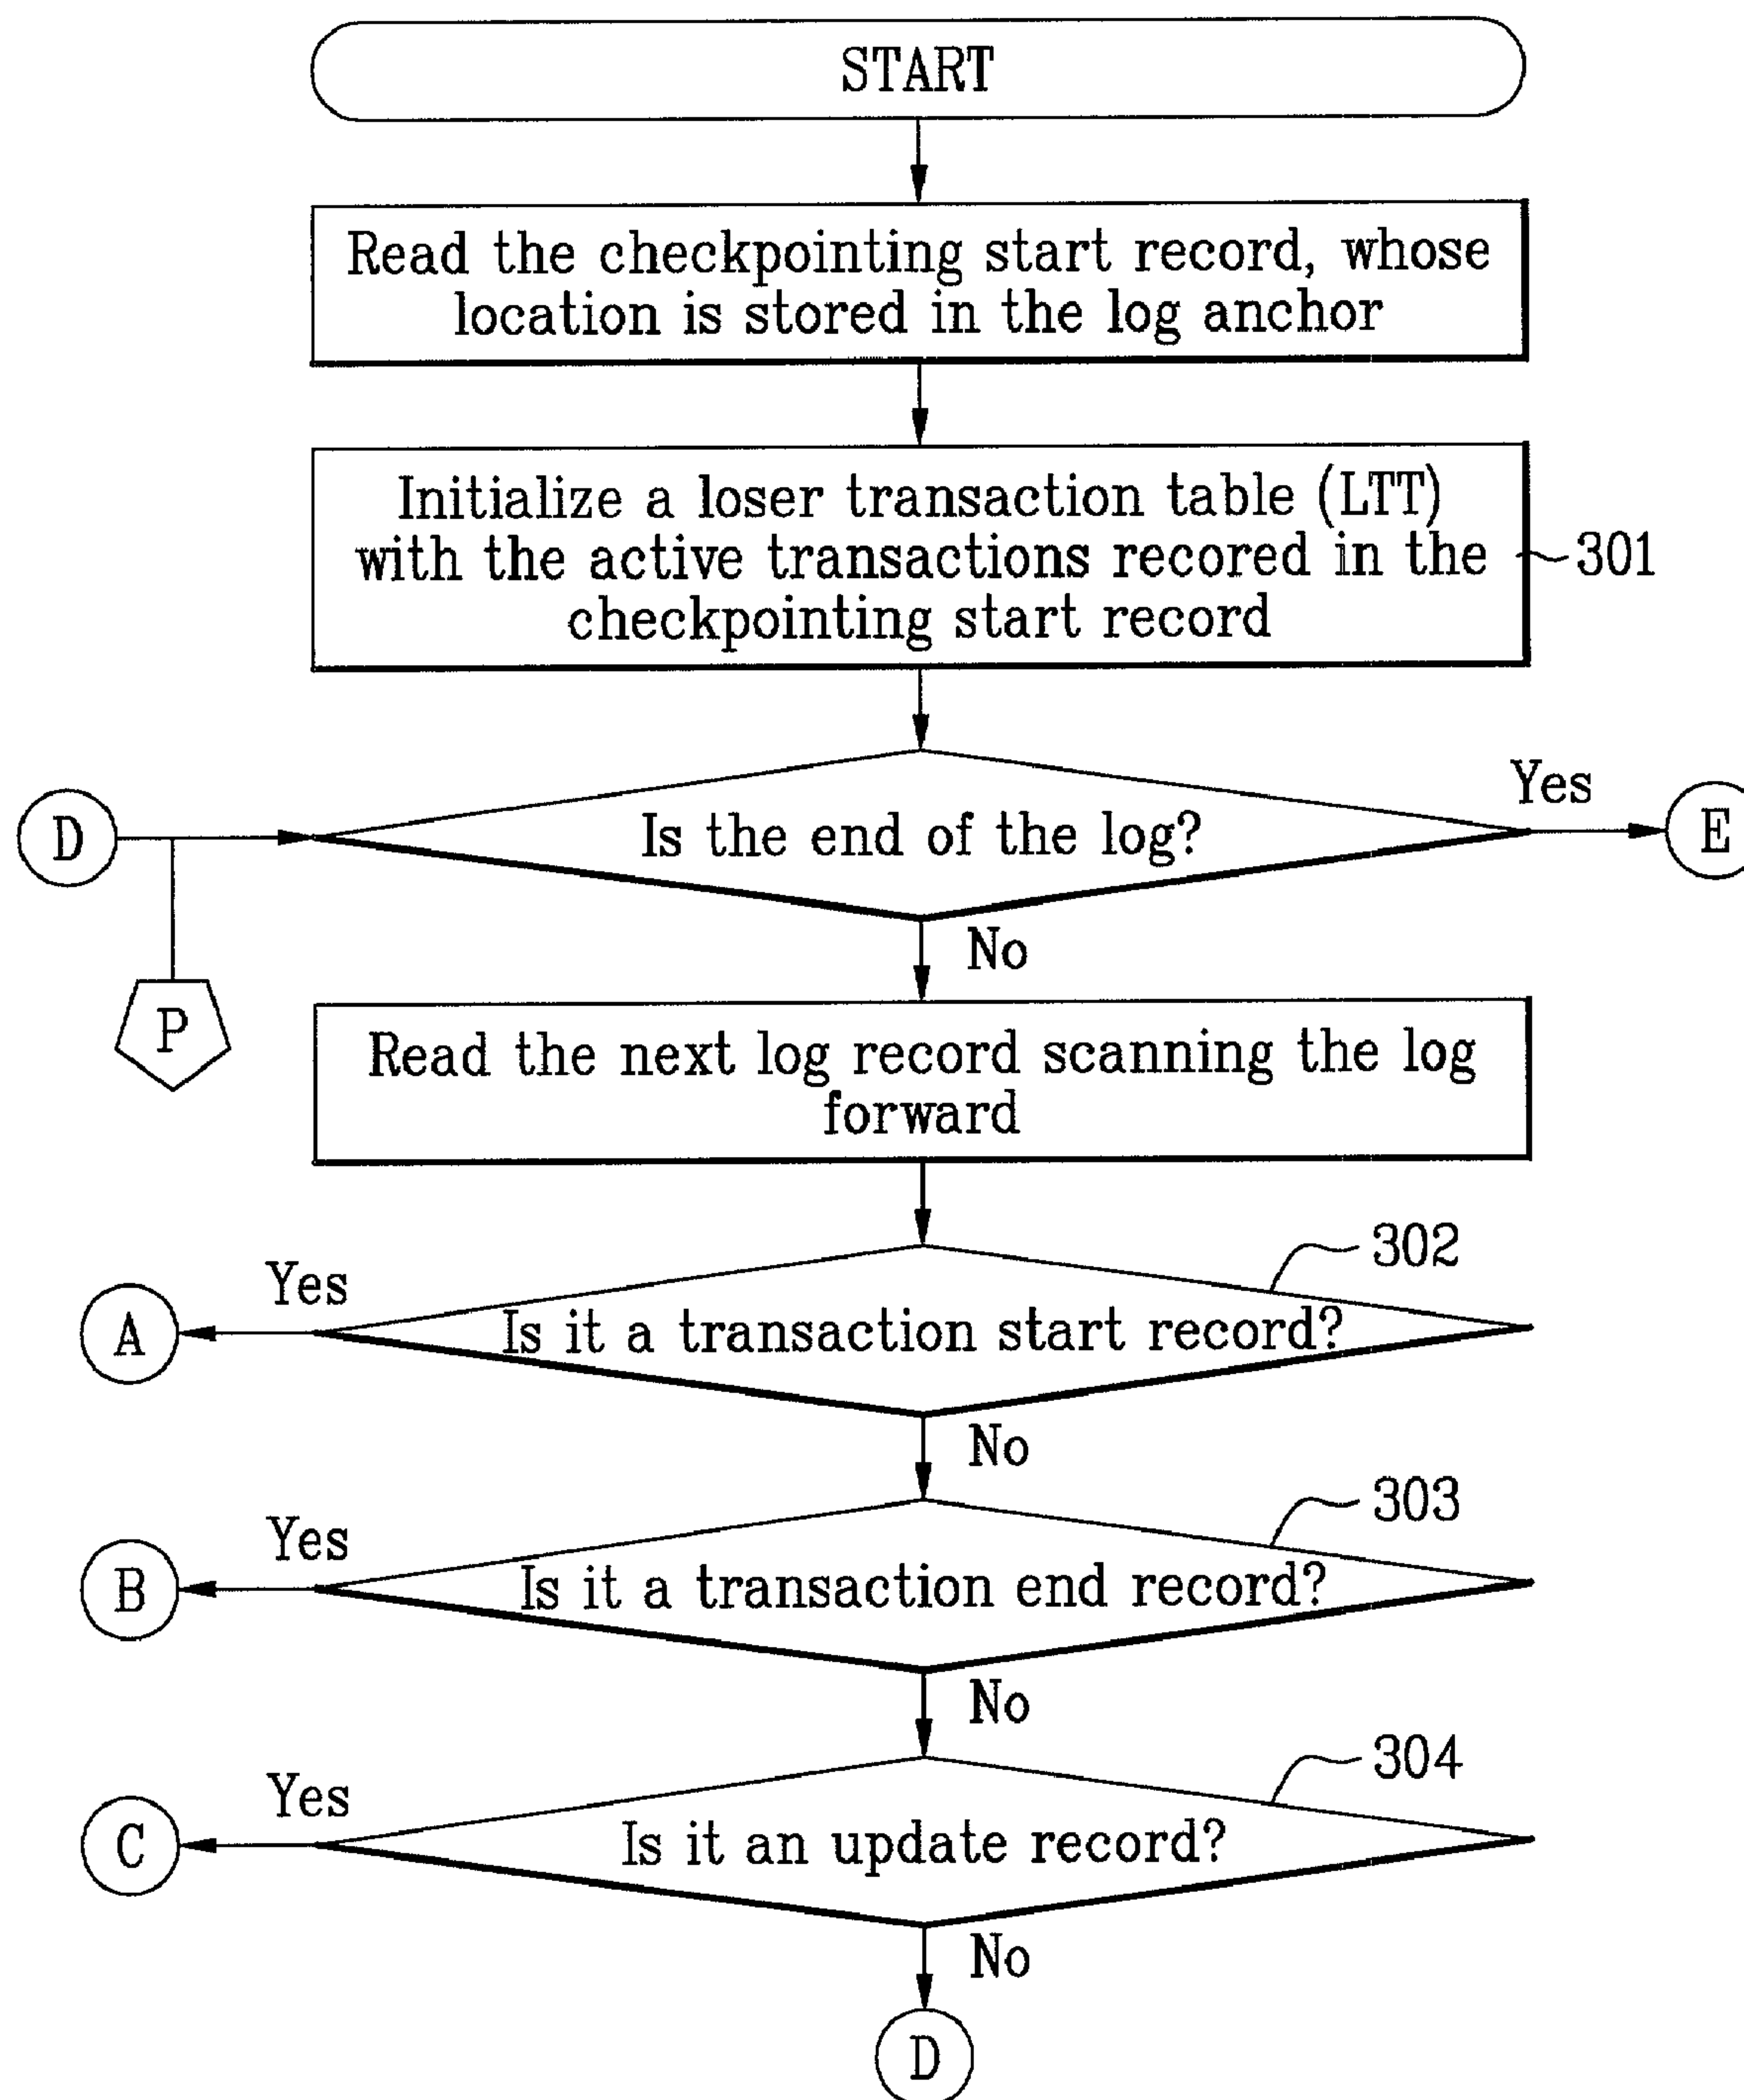 START
Read the checkpointing start record, whose
location is stored in the log anchor
Initialize a loser transaction table (LTT)
with the active transactions recored in the
checkpointing start record
301
D
Is the end of the log?
Yes
E
No
P
Read the next log record scanning the log
forward
302
Yes
A
Is it a transaction start record?
No
303
Yes
B
Is it a transaction end record?
No
304
Yes
C
Is it an update record?
No
D